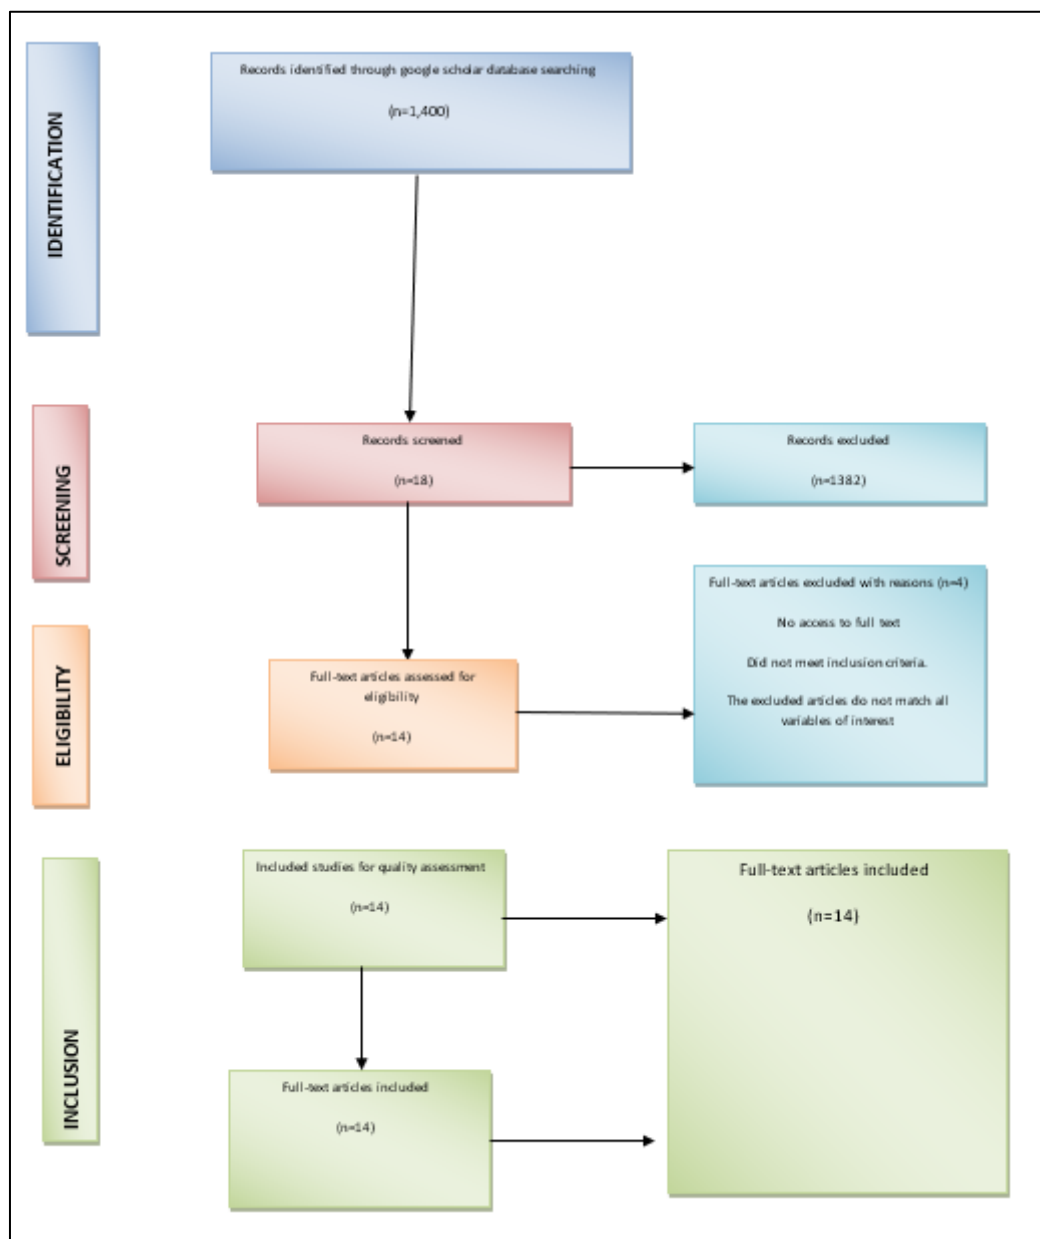 IDENTIFICATION
Records identified through google scholar database searching
(n=1,400)
SCREENING
Records screened
(n=18)
Records excluded
(n=1382)
ELIGIBILITY
Full-text articles assessed for
eligibility
(n=14)
Full-text articles excluded with reasons (n=4)
No access to full text
Did not meet inclusion criteria.
The excluded articles do not match all
variables of interest
INCLUSION
Included studies for quality assessment
(n=14)
Full-text articles included
(n=14)
Full-text articles included
(n=14)